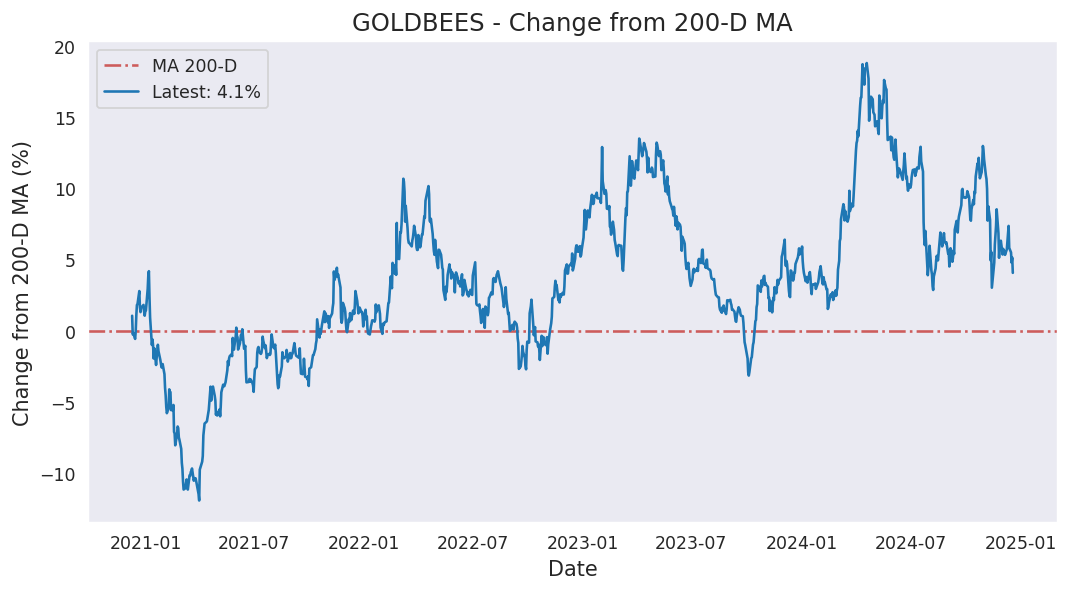 GOLDBEES - Change from 200-D MA
MA 200-D
Latest: 4.1%
Change from 200-D MA (%)
20
15
10
5
0
−5
−10
2021-01 2021-07 2022-01 2022-07 2023-01 2023-07 2024-01 2024-07 2025-01
Date